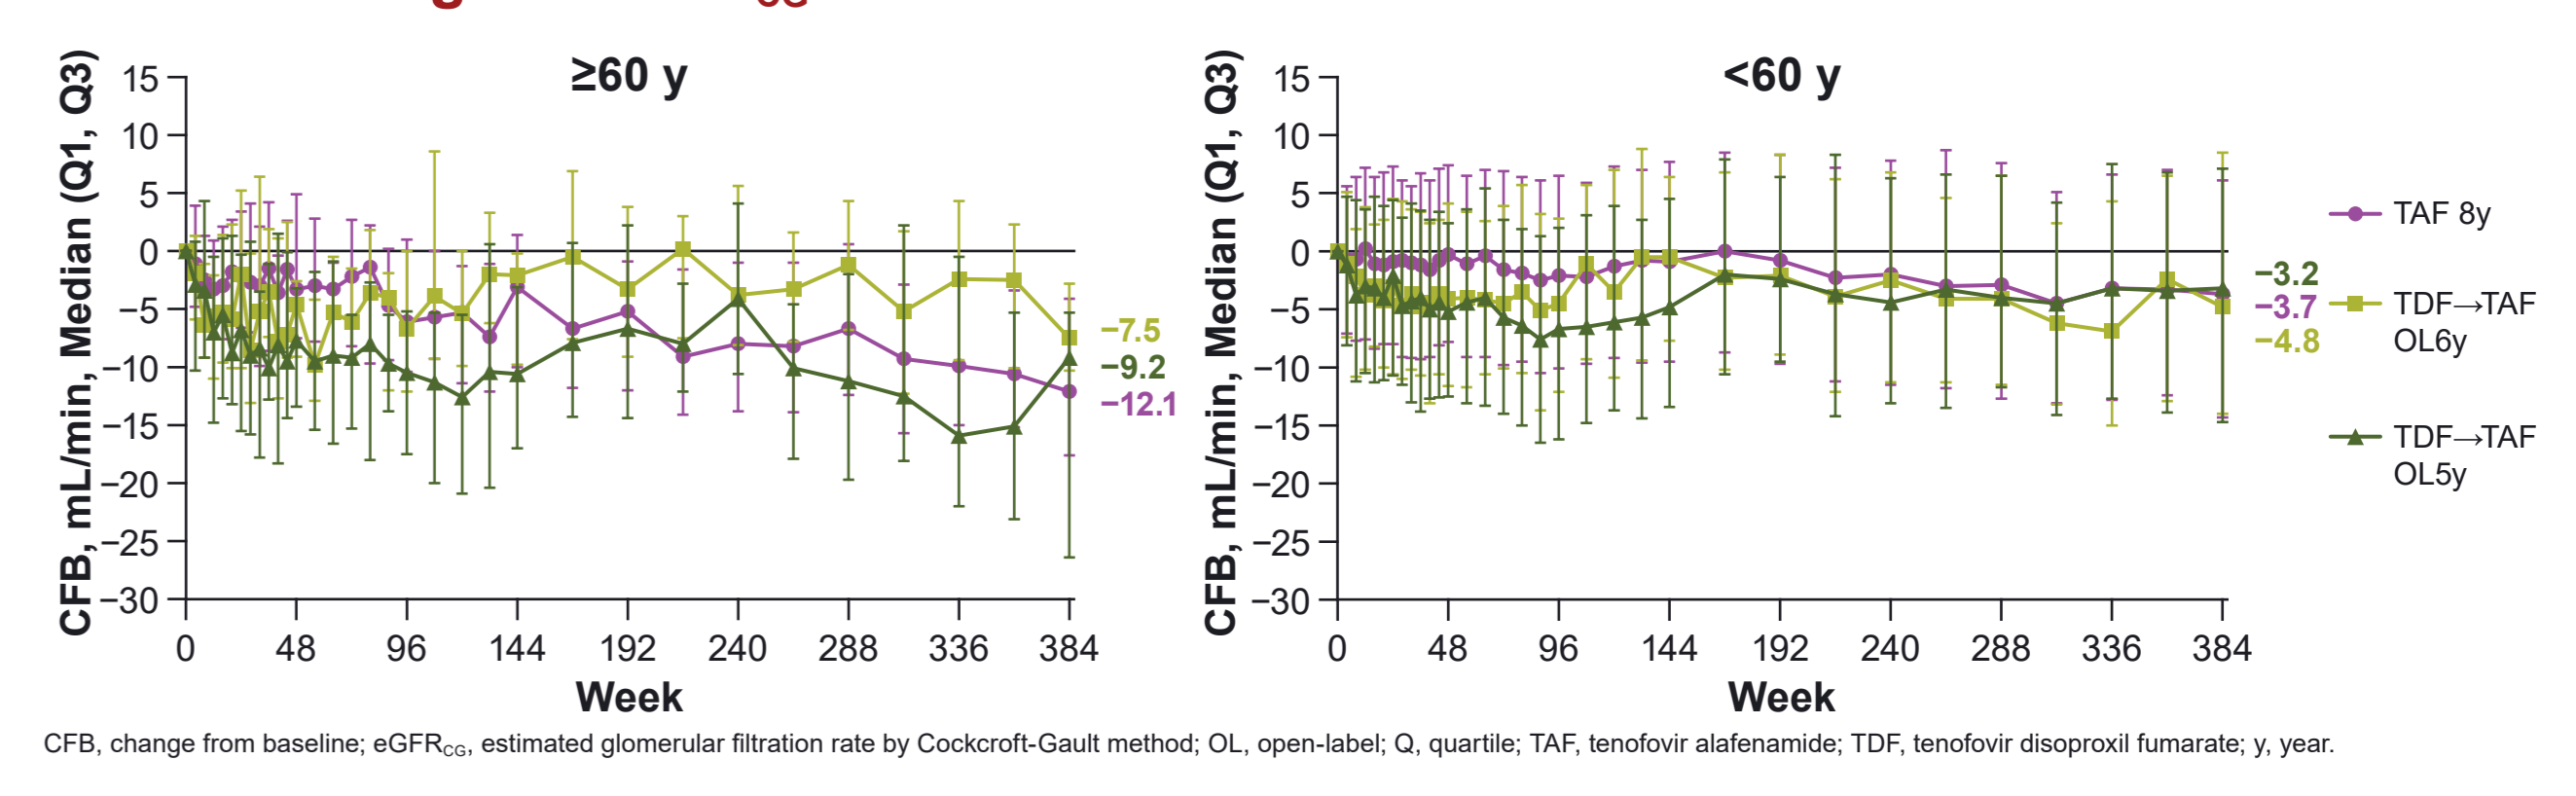 ≥60 y
CFB, mL/min, Median (Q1, Q3)
15
10
5
0
−5
−10
−15
−20
−25
−30
0 48 96 144 192 240 288 336 384
Week
−7.5
−9.2
−12.1
<60 y
CFB, mL/min, Median (Q1, Q3)
15
10
5
0
−5
−10
−15
−20
−25
−30
0 48 96 144 192 240 288 336 384
Week
−3.2
−3.7
−4.8
TAF 8y
TDF→TAF
OL6y
TDF→TAF
OL5y
CFB, change from baseline; eGFRCG, estimated glomerular filtration rate by Cockcroft-Gault method; OL, open-label; Q, quartile; TAF, tenofovir alafenamide; TDF, tenofovir disoproxil fumarate; y, year.